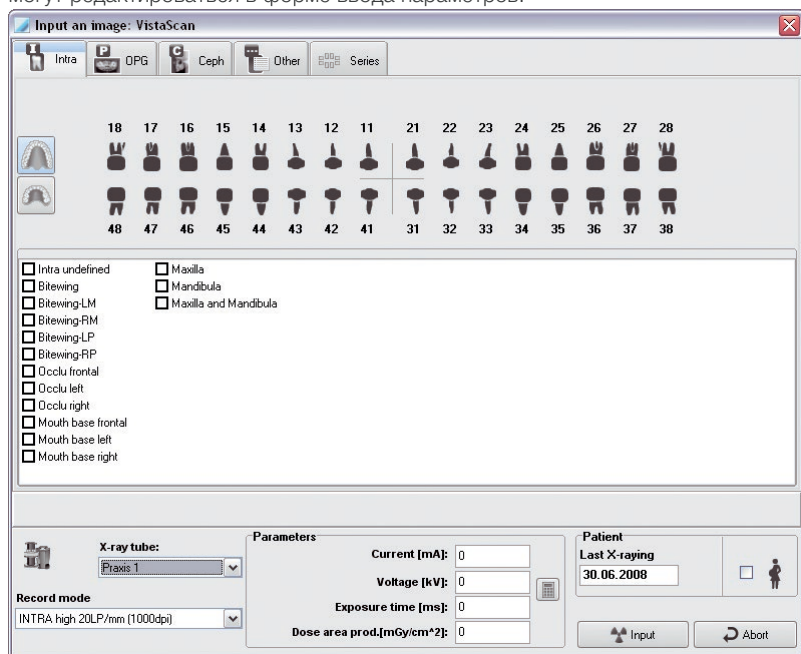 могут редактироваться в форме ввода параметров.
Input an image: VistaScan
Intra OPG Ceph Other Series
18 17 16 15 14 13 12 11 21 22 23 24 25 26 27 28
48 47 46 45 44 43 42 41 31 32 33 34 35 36 37 38
Intra undefined Maxilla
Bitewing Mandibula
Bitewing-LM Maxilla and Mandibula
Bitewing-RM
Bitewing-LP
Bitewing-RP
Occlu frontal
Occlu left
Occlu right
Mouth base frontal
Mouth base left
Mouth base right
X-ray tube:
Praxis 1
Record mode
INTRA high 20LP/mm (1000dpi)
Parameters
Current [mA]: 0
Voltage [kV]: 0
Exposure time [ms]: 0
Dose area prod.[mGy/cm^2]: 0
Patient
Last X-raying
30.06.2008
Input Abort